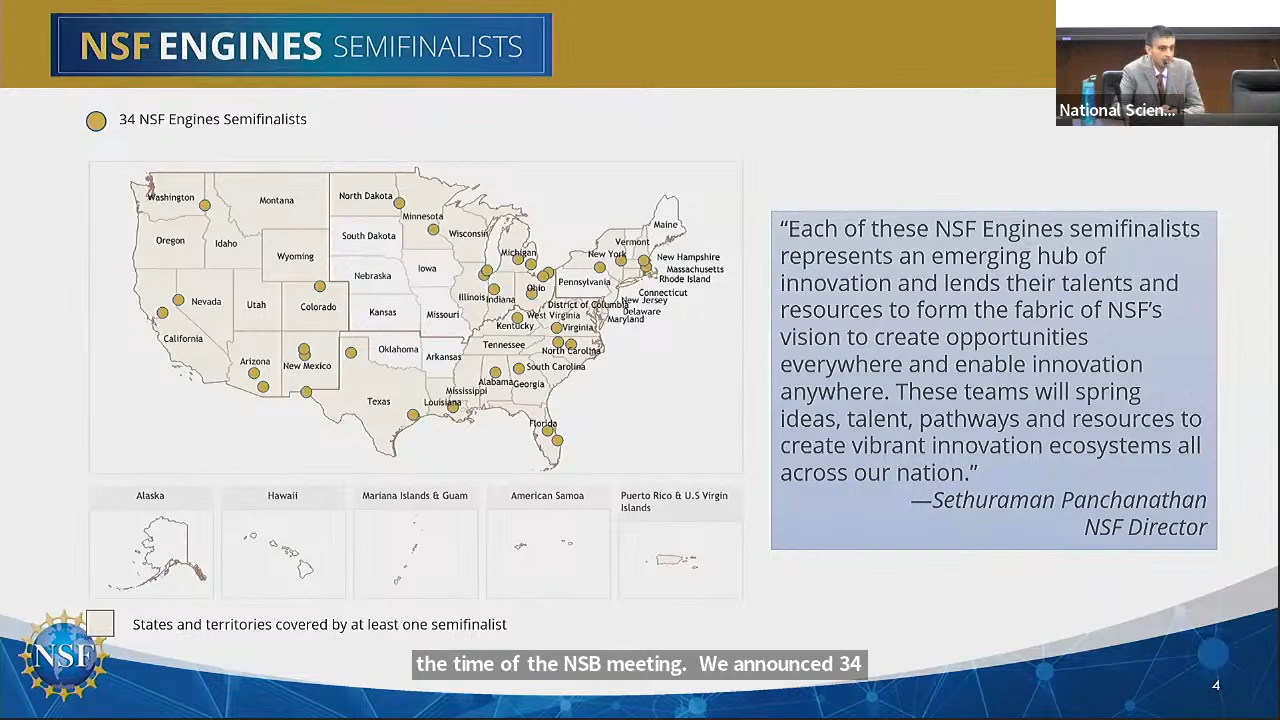 NSF ENGINES SEMIFINALISTS
National Scien...
34 NSF Engines Semifinalists
Washington
Montana
North Dakota
Minnesota
Maine
Oregon
Idaho
South Dakota
Wisconsin
Vermont
Wyoming
Michigan
New York
New Hampshire
Massachusetts
Rhode Island
Nebraska
Iowa
Pennsylvania
Connecticut
Nevada
Utah
Colorado
Illinois
Indiana
Ohio
New Jersey
District of Columbia
Delaware
Kansas
Missouri
West Virginia
Maryland
Kentucky
Virginia
California
Tennessee
North Carolina
Arizona
New Mexico
Oklahoma
Arkansas
South Carolina
Alabama
Georgia
Mississippi
Texas
Louisiana
Florida
“Each of these NSF Engines semifinalists
represents an emerging hub of
innovation and lends their talents and
resources to form the fabric of NSF’s
vision to create opportunities
everywhere and enable innovation
anywhere. These teams will spring
ideas, talent, pathways and resources to
create vibrant innovation ecosystems all
across our nation.”
—Sethuraman Panchanathan
NSF Director
Alaska
Hawaii
Mariana Islands & Guam
American Samoa
Puerto Rico & U.S Virgin
Islands
States and territories covered by at least one semifinalist
NSF
the time of the NSB meeting. We announced 34
4